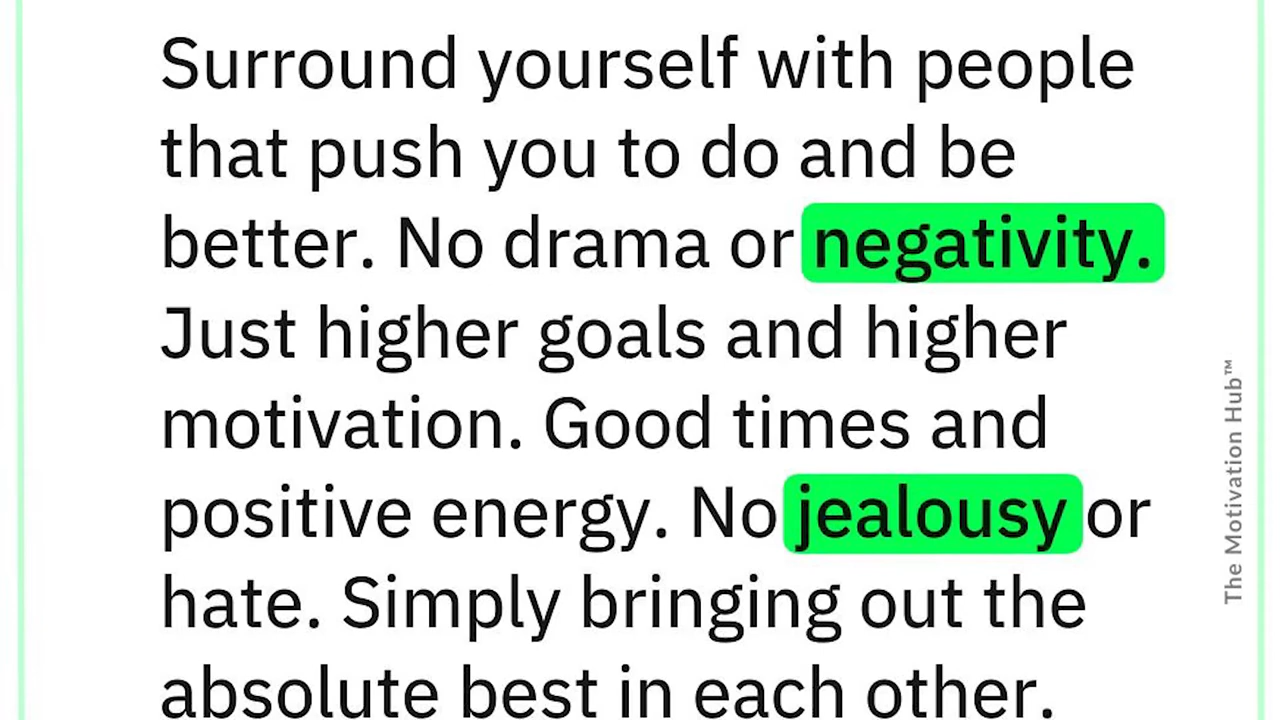 Surround yourself with people
that push you to do and be
better. No drama or negativity.
Just higher goals and higher
motivation. Good times and
positive energy. No jealousy or
hate. Simply bringing out the
absolute best in each other.
The Motivation Hub™